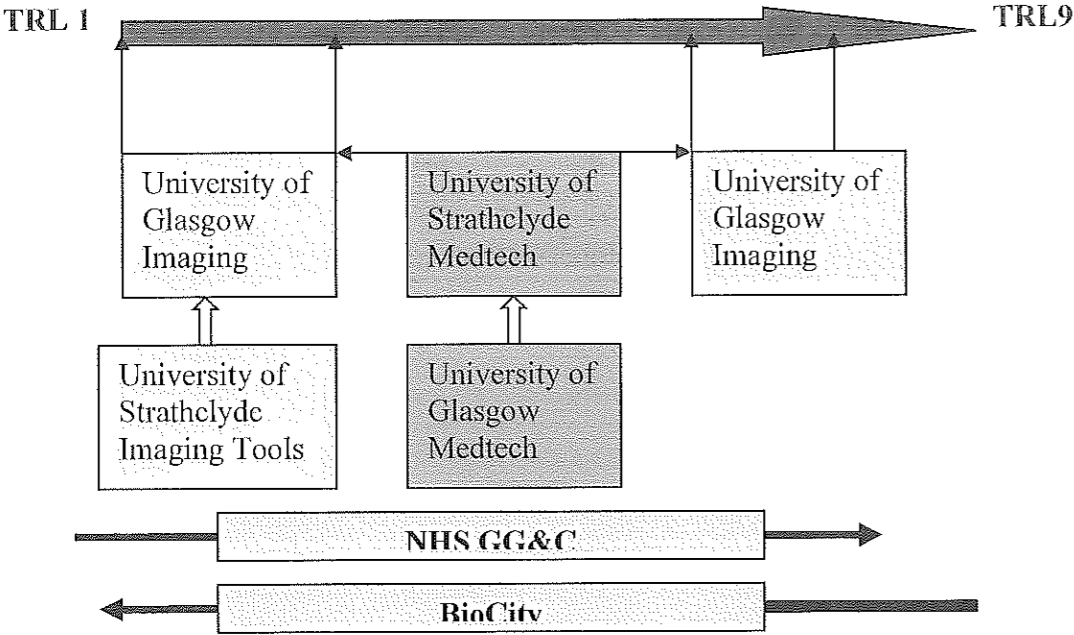 TRL 1
TRL9
University of
Glasgow
Imaging
University of
Strathclyde
Medtech
University of
Glasgow
Imaging
University of
Strathclyde
Imaging Tools
University of
Glasgow
Medtech
NHS GG&C
BioCity